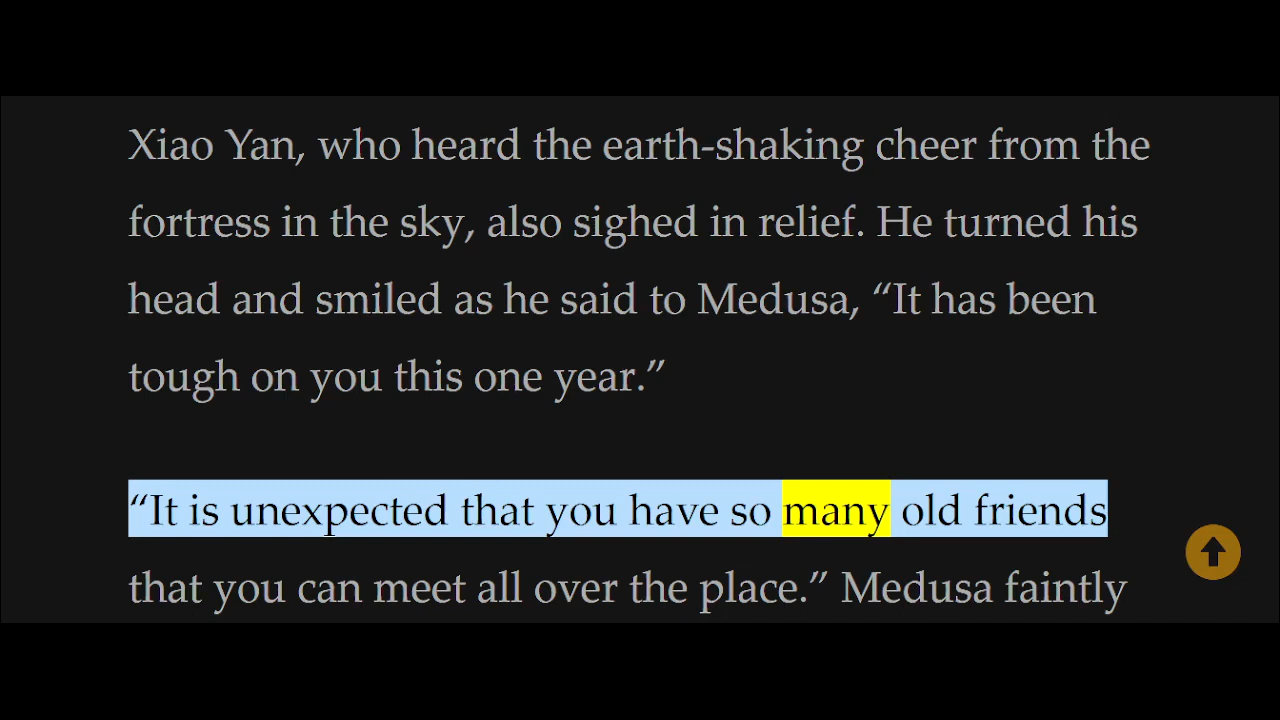 Xiao Yan, who heard the earth-shaking cheer from the
fortress in the sky, also sighed in relief. He turned his
head and smiled as he said to Medusa, “It has been
tough on you this one year.”
“It is unexpected that you have so many old friends
that you can meet all over the place.” Medusa faintly